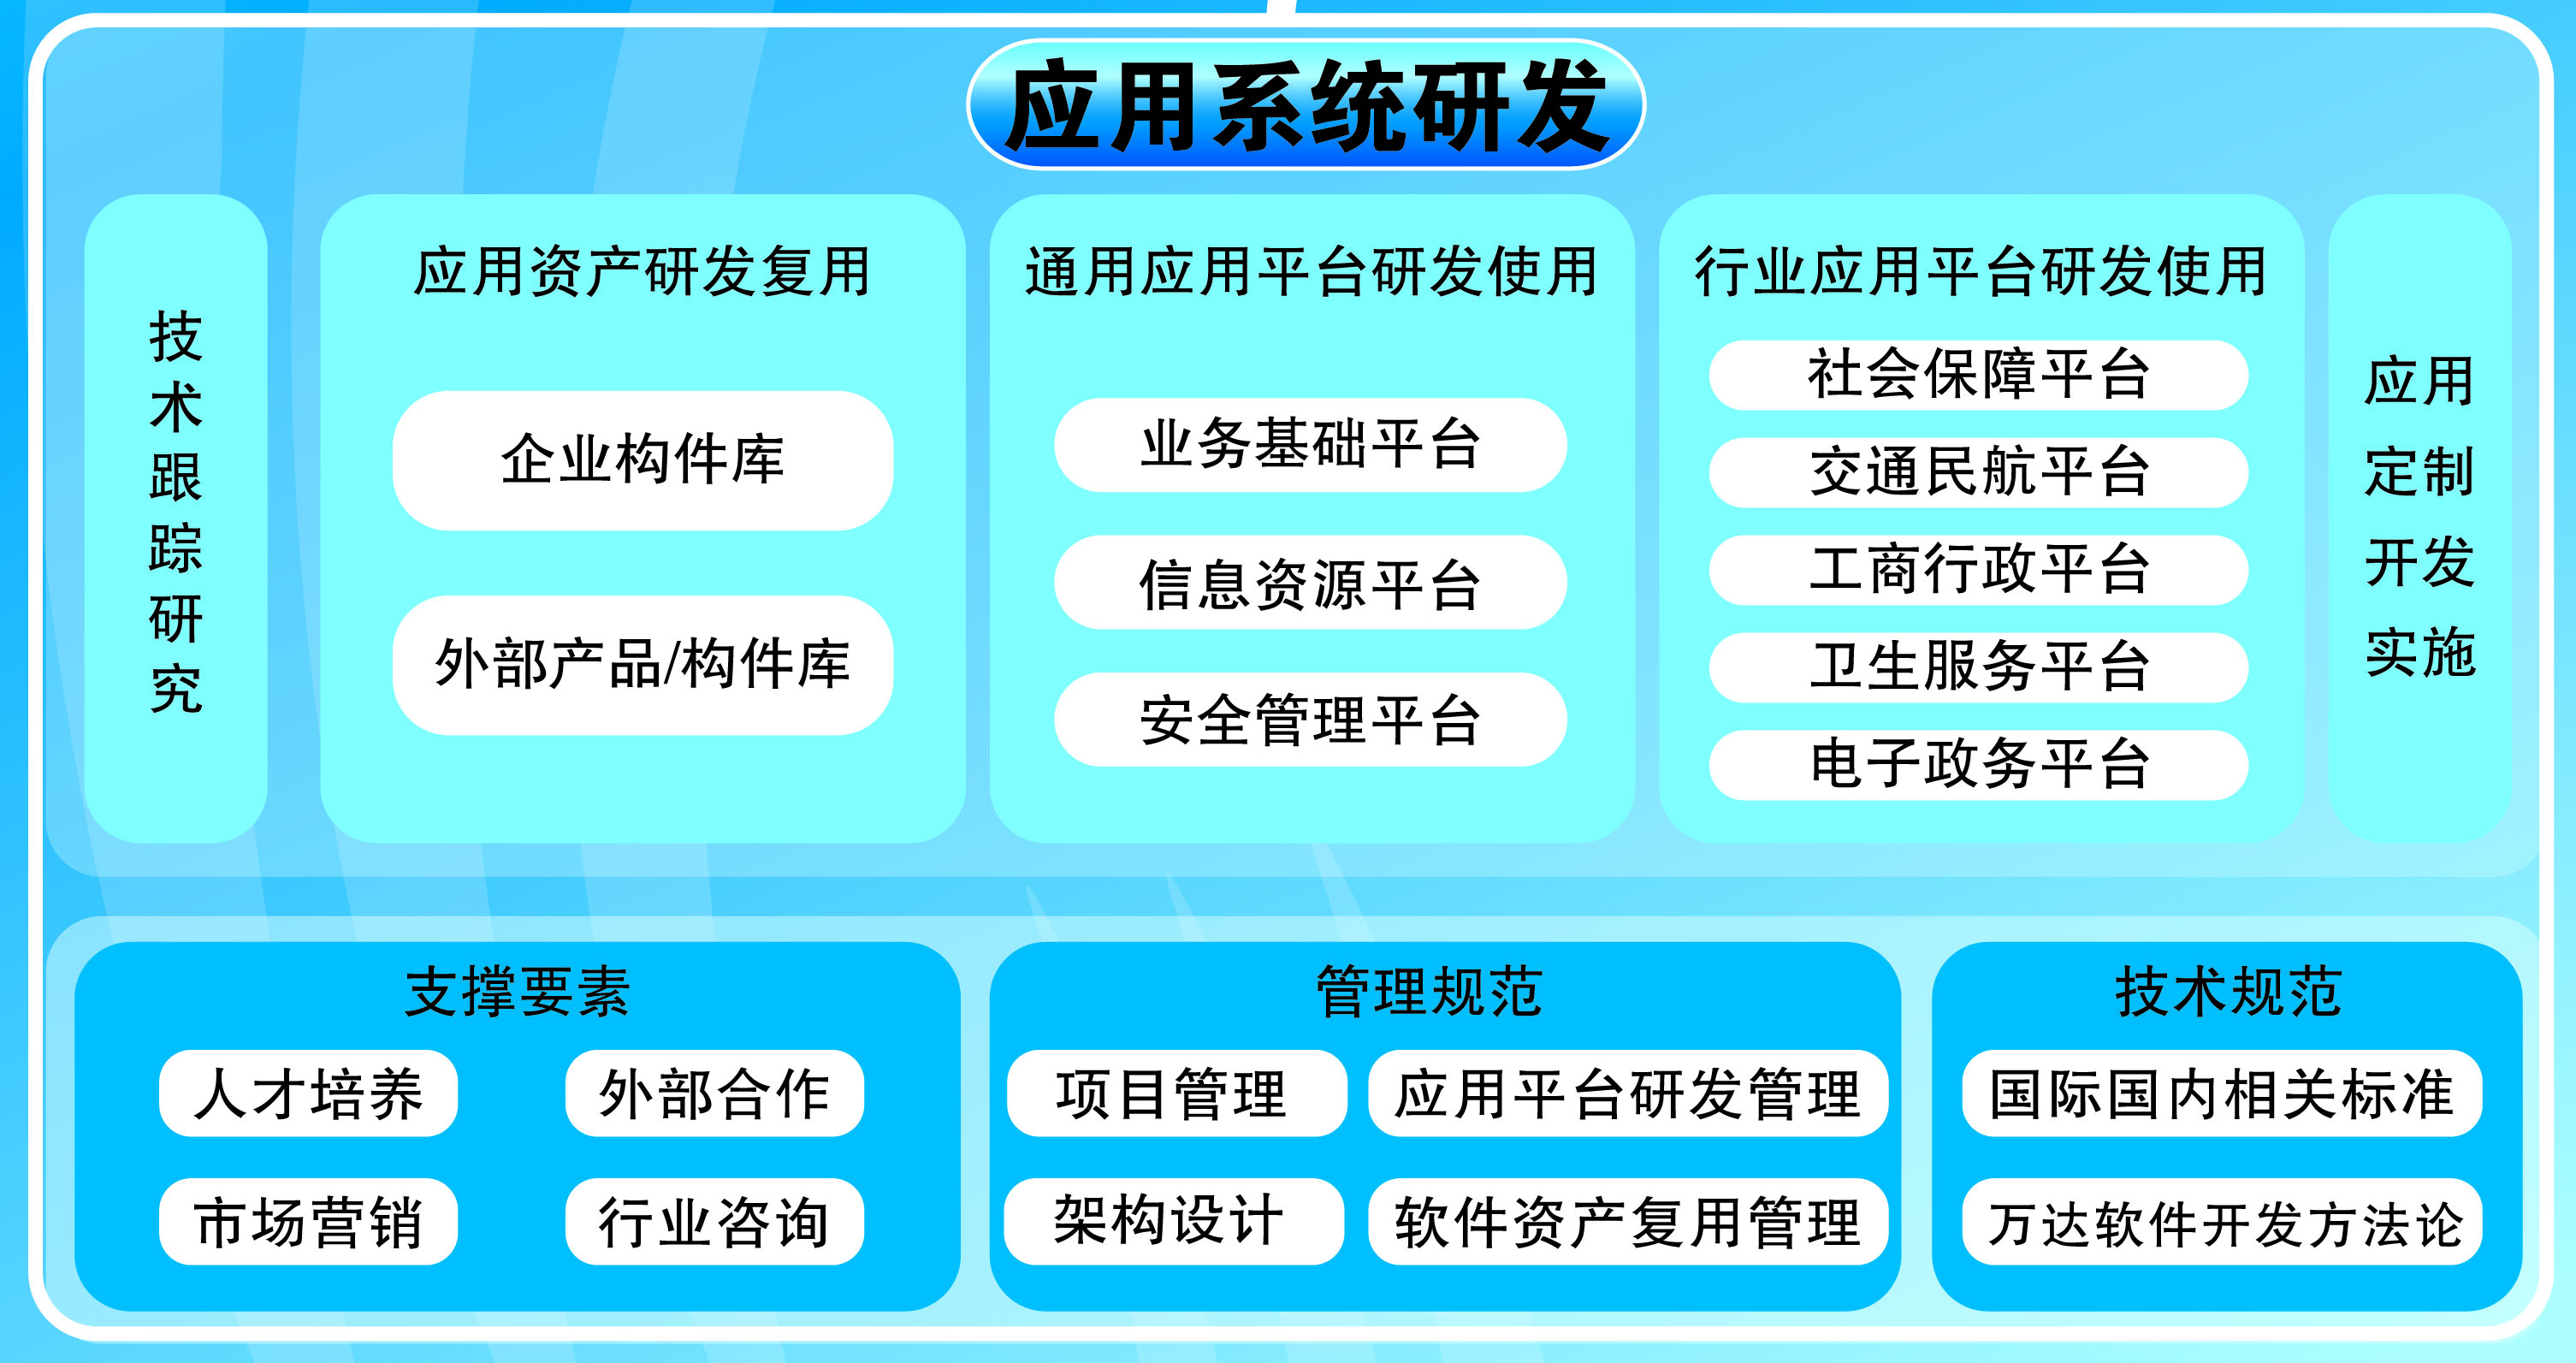 应用系统研发
技术跟踪研究
应用资产研发复用
企业构件库
外部产品/构件库
通用应用平台研发使用
业务基础平台
信息资源平台
安全管理平台
行业应用平台研发使用
社会保障平台
交通民航平台
工商行政平台
卫生服务平台
电子政务平台
应用
定制
开发
实施
支撑要素
人才培养
外部合作
市场营销
行业咨询
管理规范
项目管理
应用平台研发管理
架构设计
软件资产复用管理
技术规范
国际国内相关标准
万达软件开发方法论